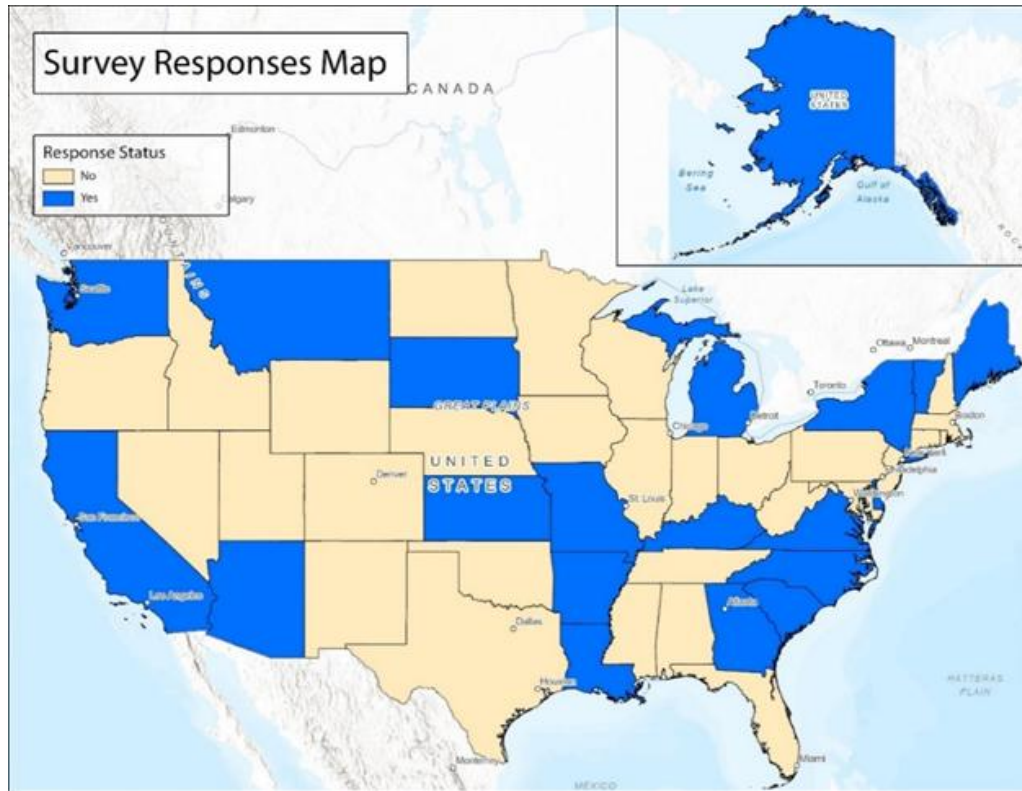 Survey Responses Map
CANADA
Response Status
No
Yes
Edmonton
Calgary
Vancouver
Seattle
UNITED
STATES
Bering
Sea
Gulf of
Alaska
Lake
Superior
Ottawa
Montreal
Toronto
Boston
Detroit
Chicago
GREAT PLAINS
UNITED
STATES
Denver
St. Louis
Philadelphia
Washington
San Francisco
Los Angeles
Atlanta
Dallas
Houston
HATTERAS
PLAIN
Miami
Monterrey
MÉXICO